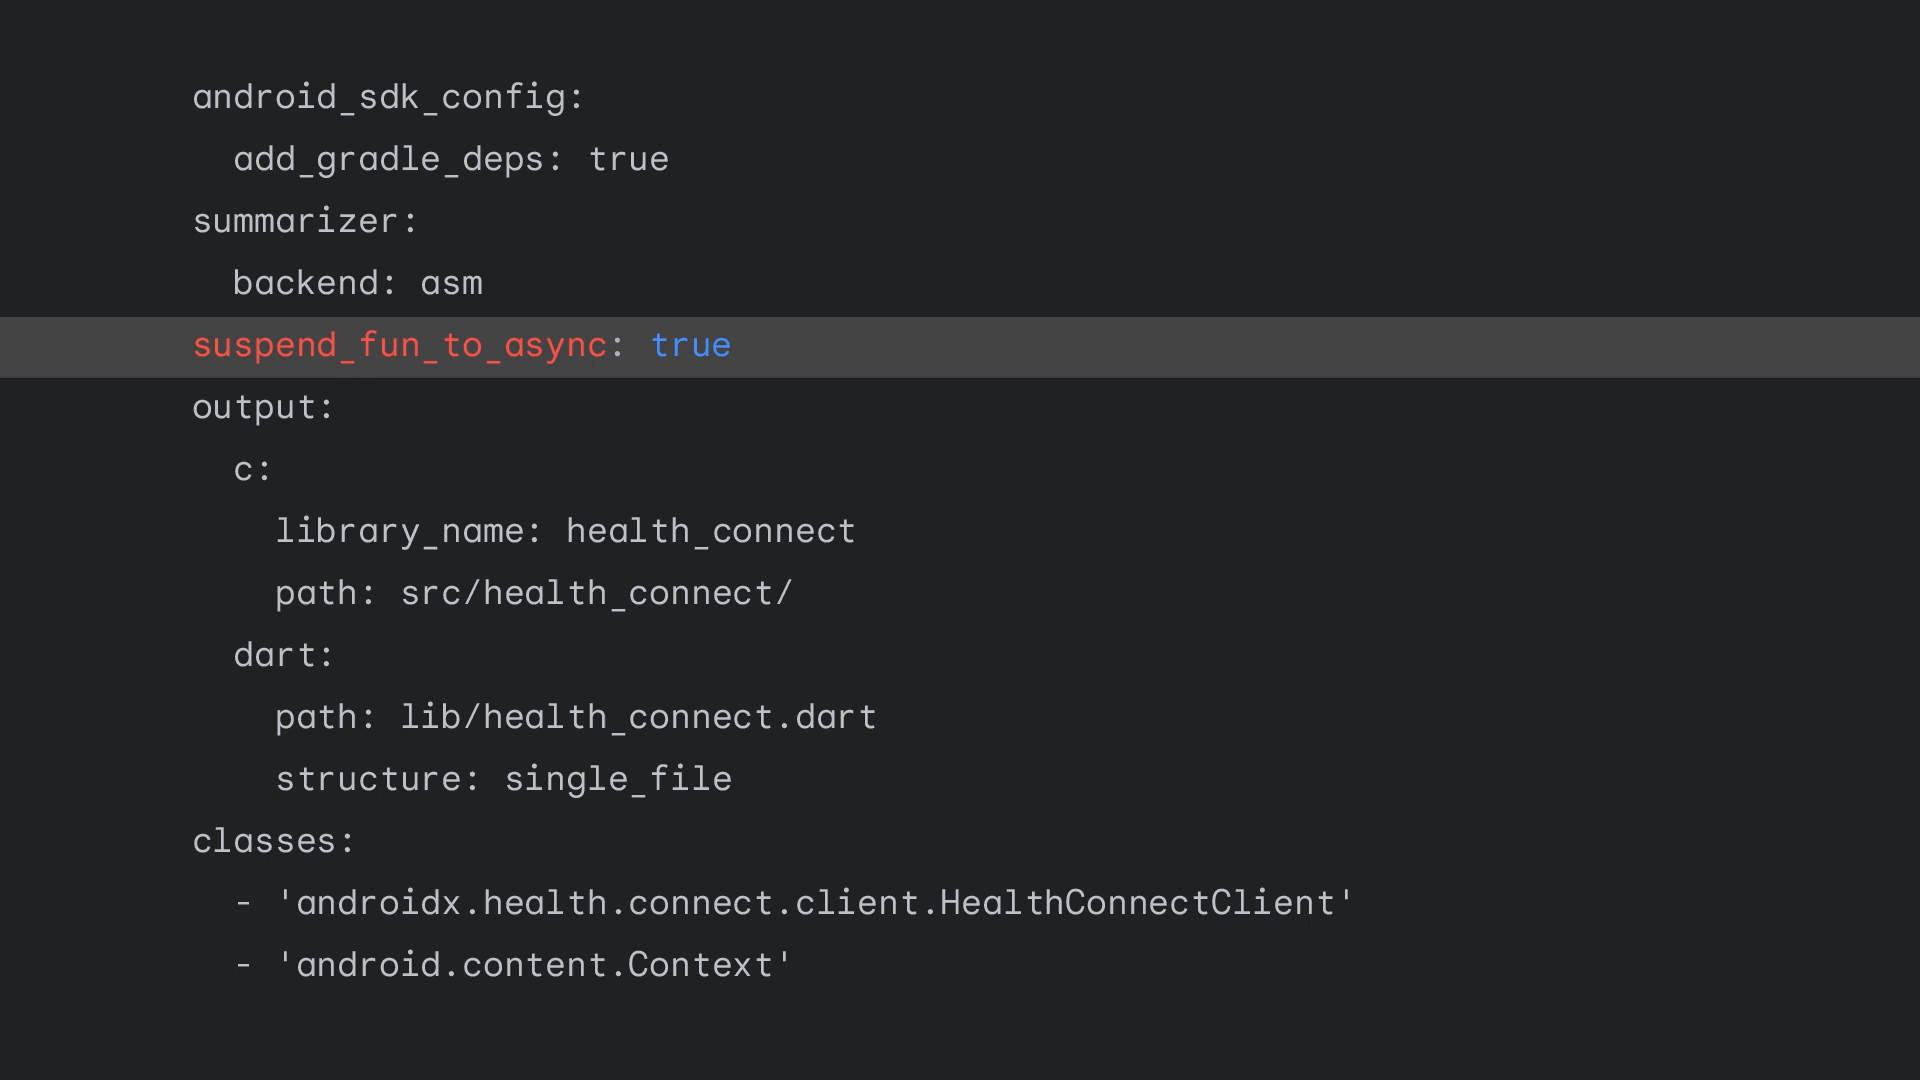 android_sdk_config:
  add_gradle_deps: true
summarizer:
  backend: asm
suspend_fun_to_async: true
output:
  c:
    library_name: health_connect
    path: src/health_connect/
  dart:
    path: lib/health_connect.dart
    structure: single_file
classes:
  - 'androidx.health.connect.client.HealthConnectClient'
  - 'android.content.Context'